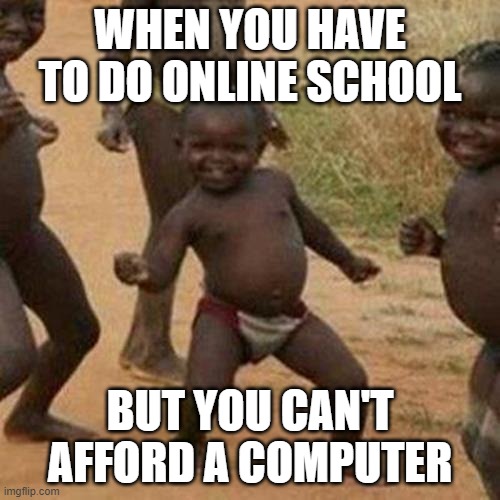 WHEN YOU HAVE
TO DO ONLINE SCHOOL
BUT YOU CAN'T
AFFORD A COMPUTER
imgflip.com